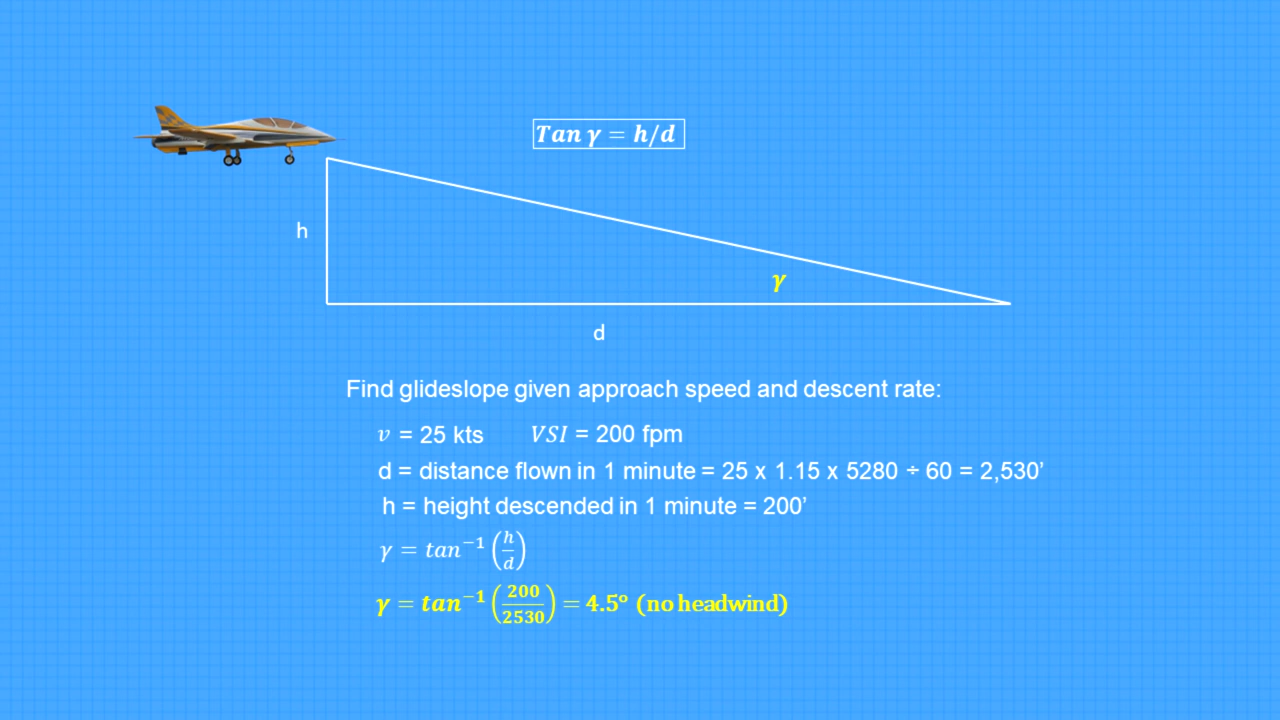 Tan γ = h/d
h
γ
d
Find glideslope given approach speed and descent rate:
v = 25 kts VSI = 200 fpm
d = distance flown in 1 minute = 25 x 1.15 x 5280 ÷ 60 = 2,530’
h = height descended in 1 minute = 200’
γ = tan⁻¹ (h/d)
γ = tan⁻¹ (200/2530) = 4.5° (no headwind)